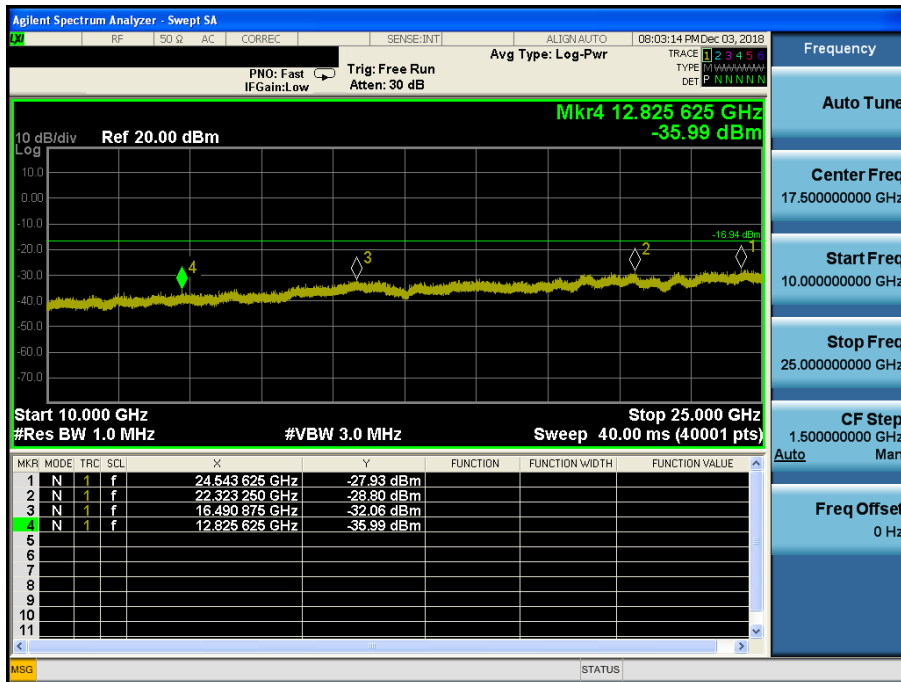 Agilent Spectrum Analyzer - Swept SA
LXI RF 50 Ω AC CORREC SENSE:INT ALIGN AUTO 08:03:14 PM Dec 03, 2018
Avg Type: Log-Pwr
TRACE 1 2 3 4 5 6
TYPE M WWWWW
DET P N N N N N
PNO: Fast
IFGain:Low
Trig: Free Run
Atten: 30 dB
Mkr4 12.825 625 GHz
-35.99 dBm
10 dB/div Ref 20.00 dBm
Log
10.0
0.00
-10.0
-16.94 dBm
-20.0
-30.0
-40.0
-50.0
-60.0
-70.0
4
3
2
1
Start 10.000 GHz Stop 25.000 GHz
#Res BW 1.0 MHz #VBW 3.0 MHz Sweep 40.00 ms (40001 pts)
MKR MODE TRC SCL X Y FUNCTION FUNCTION WIDTH FUNCTION VALUE
1 N 1 f 24.543 625 GHz -27.93 dBm
2 N 1 f 22.323 250 GHz -28.80 dBm
3 N 1 f 16.490 875 GHz -32.06 dBm
4 N 1 f 12.825 625 GHz -35.99 dBm
5
6
7
8
9
10
11
MSG STATUS
Frequency
Auto Tune
Center Freq
17.500000000 GHz
Start Freq
10.000000000 GHz
Stop Freq
25.000000000 GHz
CF Step
1.500000000 GHz
Auto Man
Freq Offset
0 Hz